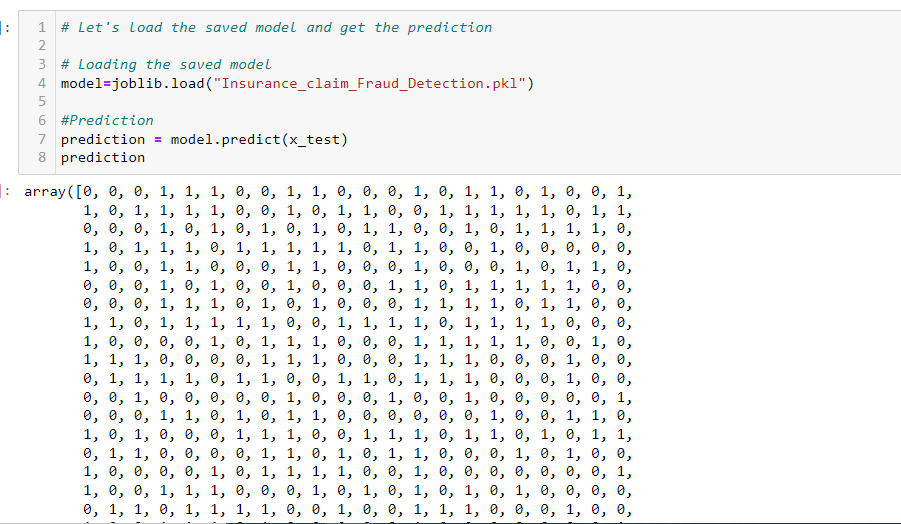 1 # Let's load the saved model and get the prediction
2
3 # Loading the saved model
4 model=joblib.load("Insurance_claim_Fraud_Detection.pkl")
5
6 #Prediction
7 prediction = model.predict(x_test)
8 prediction
array([0, 0, 0, 1, 1, 1, 0, 0, 1, 1, 0, 0, 0, 1, 0, 1, 1, 0, 1, 0, 0, 1,
1, 0, 1, 1, 1, 1, 0, 0, 1, 0, 1, 1, 0, 0, 1, 1, 1, 1, 1, 0, 1, 1,
0, 0, 0, 1, 0, 1, 0, 1, 0, 1, 0, 1, 1, 0, 0, 1, 0, 1, 1, 1, 1, 0,
1, 0, 1, 1, 1, 0, 1, 1, 1, 1, 1, 0, 1, 1, 0, 0, 1, 0, 0, 0, 0, 0,
1, 0, 0, 1, 1, 0, 0, 0, 1, 1, 0, 0, 0, 1, 0, 0, 0, 1, 0, 1, 1, 0,
0, 0, 0, 1, 0, 1, 0, 0, 1, 0, 0, 0, 1, 1, 0, 1, 1, 1, 1, 1, 0, 0,
0, 0, 0, 1, 1, 1, 0, 1, 0, 1, 0, 0, 0, 1, 1, 1, 1, 0, 1, 1, 0, 0,
1, 1, 0, 1, 1, 1, 1, 1, 0, 0, 1, 1, 1, 1, 0, 1, 1, 1, 1, 0, 0, 0,
1, 0, 0, 0, 0, 1, 0, 1, 1, 1, 0, 0, 0, 1, 1, 1, 1, 1, 0, 0, 1, 0,
1, 1, 1, 0, 0, 0, 0, 1, 1, 1, 0, 0, 0, 1, 1, 1, 0, 0, 0, 1, 0, 0,
0, 1, 1, 1, 1, 0, 1, 1, 0, 0, 1, 1, 0, 1, 1, 1, 0, 0, 0, 1, 0, 0,
0, 0, 1, 0, 0, 0, 0, 0, 1, 0, 0, 0, 1, 0, 0, 1, 0, 0, 0, 0, 0, 1,
0, 0, 0, 1, 1, 0, 1, 0, 1, 1, 0, 0, 0, 0, 0, 0, 1, 0, 0, 1, 1, 0,
1, 0, 1, 0, 0, 0, 1, 1, 1, 0, 0, 1, 1, 1, 0, 1, 1, 0, 1, 0, 1, 1,
0, 1, 1, 0, 0, 0, 0, 1, 1, 0, 1, 0, 1, 1, 0, 0, 0, 1, 0, 1, 0, 0,
1, 0, 0, 0, 0, 1, 0, 1, 1, 1, 1, 0, 0, 1, 0, 0, 0, 0, 0, 0, 0, 1,
1, 0, 0, 1, 1, 1, 0, 0, 0, 1, 0, 1, 0, 1, 0, 1, 0, 1, 0, 0, 0, 0,
0, 1, 1, 0, 1, 1, 1, 1, 0, 0, 1, 0, 0, 1, 1, 1, 0, 0, 0, 1, 0, 0,